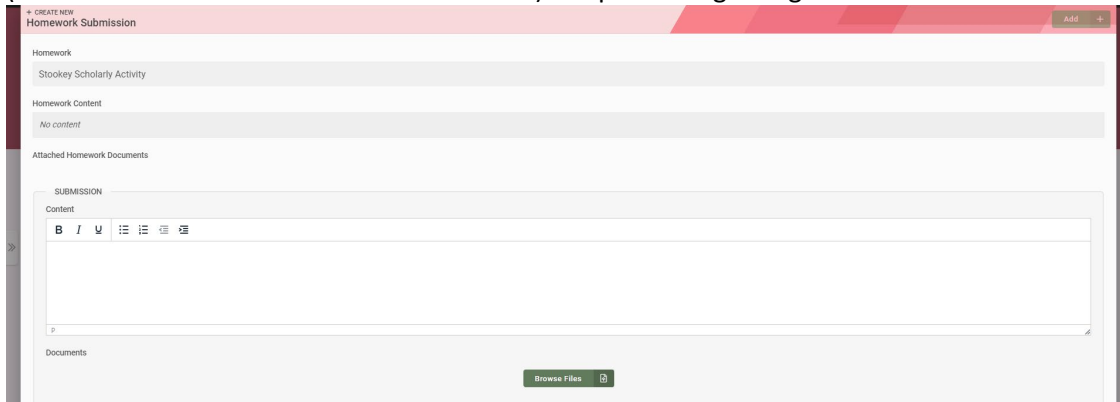 + CREATE NEW
Homework Submission
Add +
Homework
Stookey Scholarly Activity
Homework Content
No content
Attached Homework Documents
SUBMISSION
Content
B I U
P
Documents
Browse Files